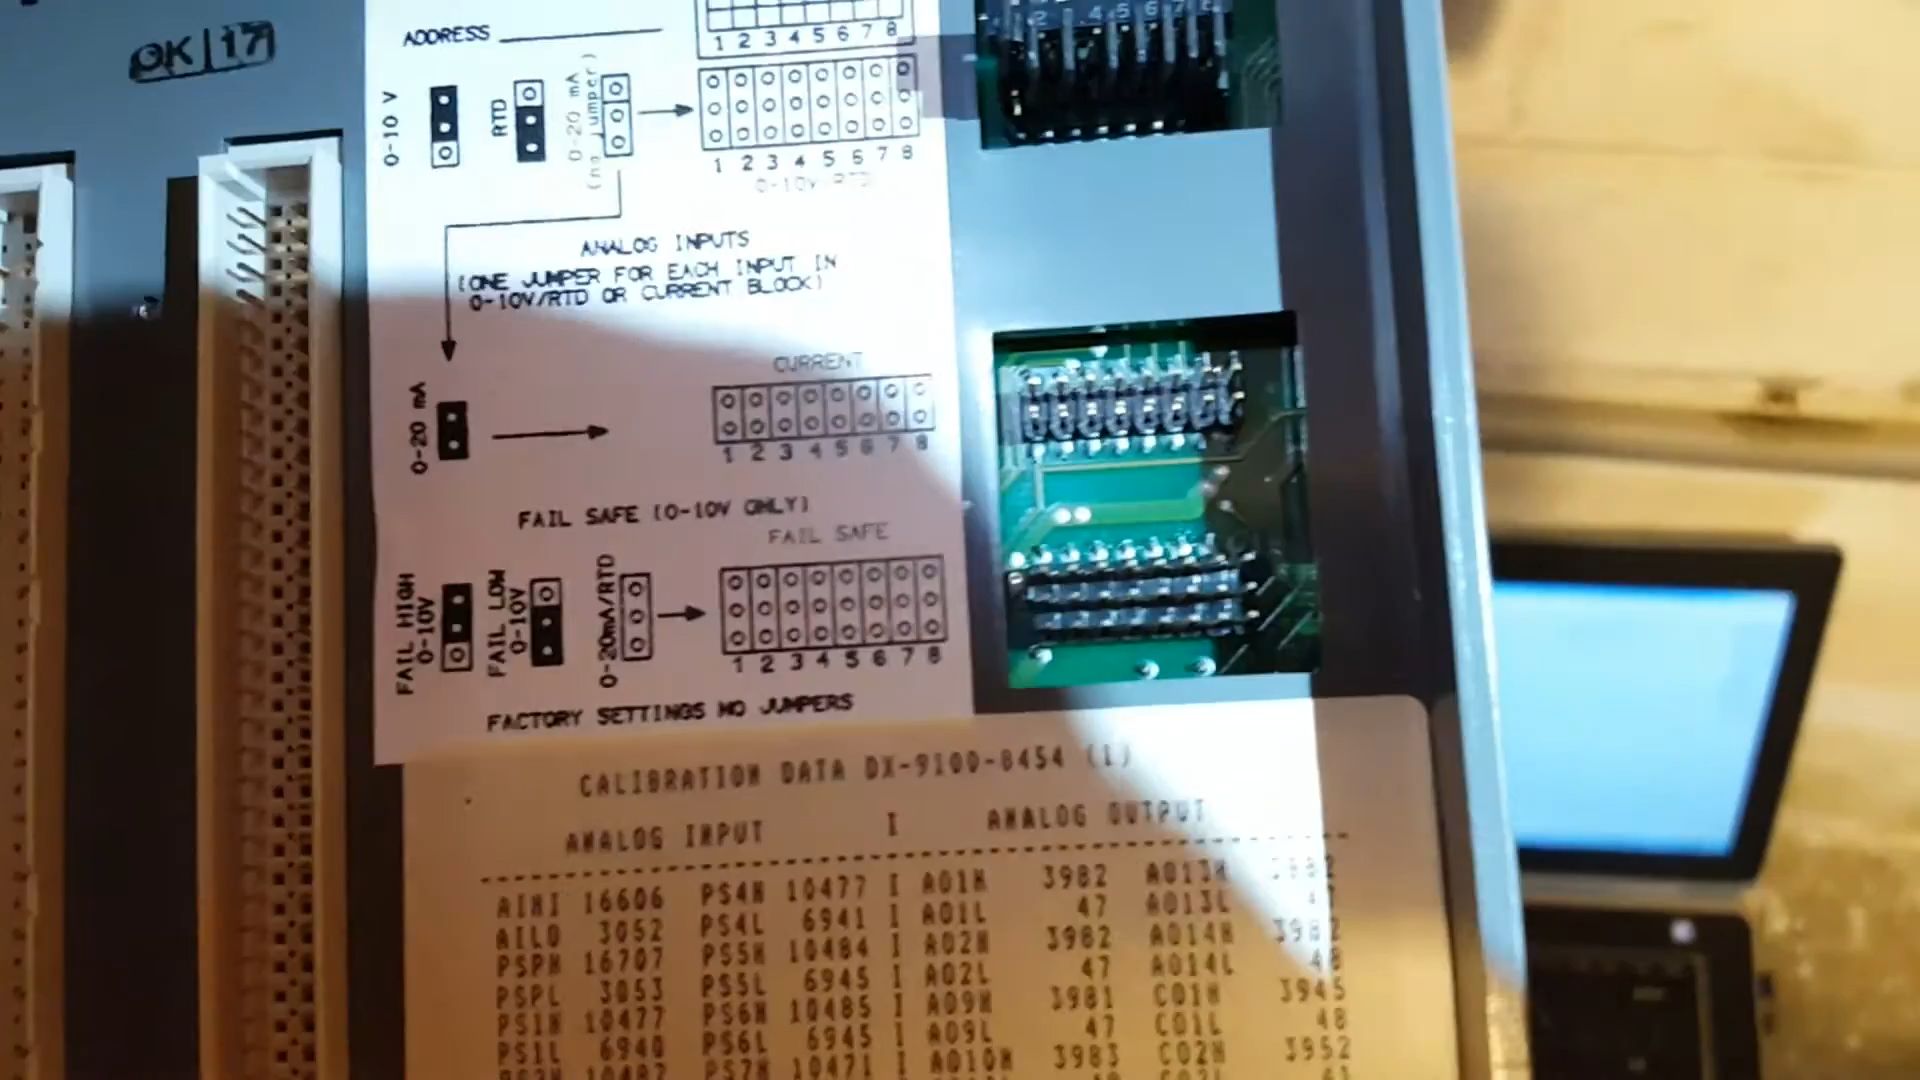 OK|17
ADDRESS
1 2 3 4 5 6 7 8
0-10 V
RTD
0-20 mA
(no jumper)
1 2 3 4 5 6 7 8
0-10V RTD
ANALOG INPUTS
(ONE JUMPER FOR EACH INPUT IN
0-10V/RTD OR CURRENT BLOCK)
CURRENT
0-20 mA
1 2 3 4 5 6 7 8
FAIL SAFE (0-10V ONLY)
FAIL SAFE
FAIL HIGH
0-10V
FAIL LOW
0-10V
0-20mA/RTD
1 2 3 4 5 6 7 8
FACTORY SETTINGS NO JUMPERS
CALIBRATION DATA DX-9100-8454 (I)
ANALOG INPUT I ANALOG OUTPUT
AIHI 16606 PS4H 10477 I AO1H 3982 AO13H 3982
AILO 3052 PS4L 6941 I AO1L 47 AO13L 47
PSPH 16707 PS5H 10484 I AO2H 3982 AO14H 3982
PSPL 3053 PS5L 6945 I AO2L 47 AO14L 48
PS1H 10477 PS6H 10485 I AO9H 3981 CO1H 3945
PS1L 6940 PS6L 6945 I AO9L 47 CO1L 48
PS7H 10471 I AO10H 3983 CO2H 3952